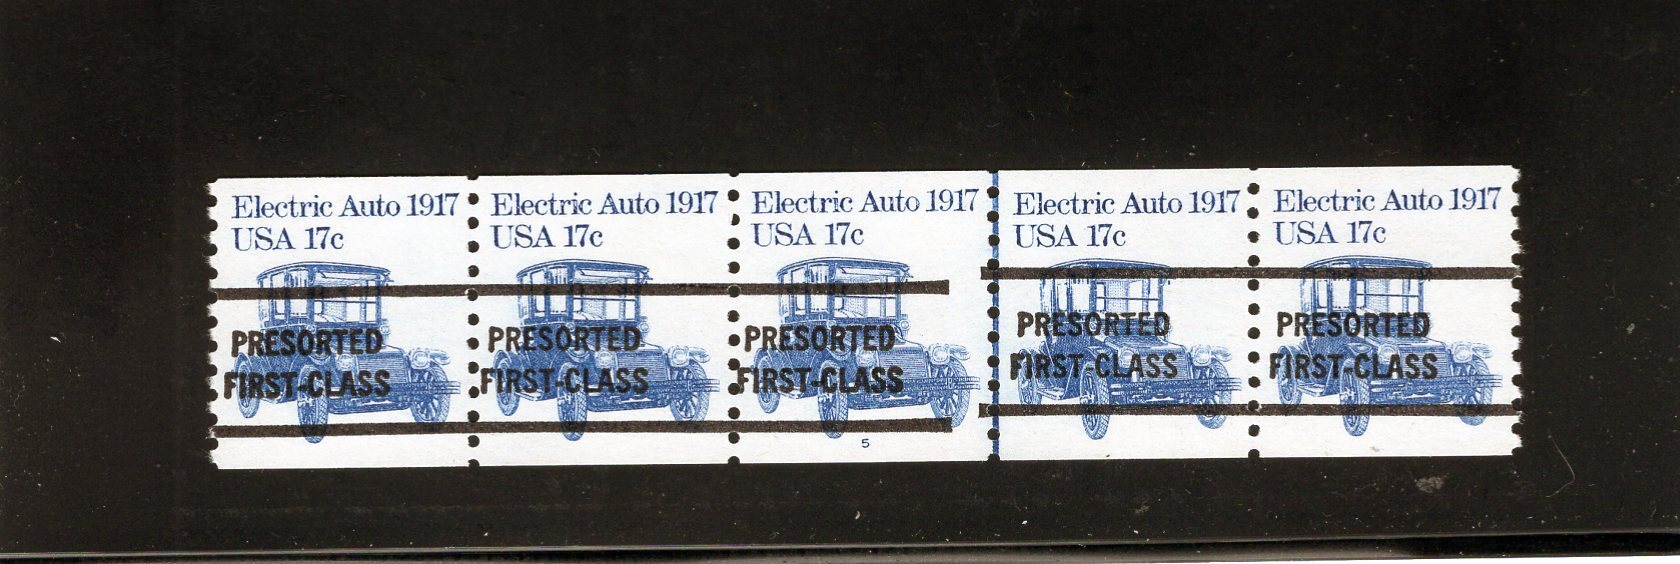 Electric Auto 1917
USA 17c
PRESORTED
FIRST-CLASS
Electric Auto 1917
USA 17c
PRESORTED
FIRST-CLASS
Electric Auto 1917
USA 17c
PRESORTED
FIRST-CLASS
5
Electric Auto 1917
USA 17c
PRESORTED
FIRST-CLASS
Electric Auto 1917
USA 17c
PRESORTED
FIRST-CLASS